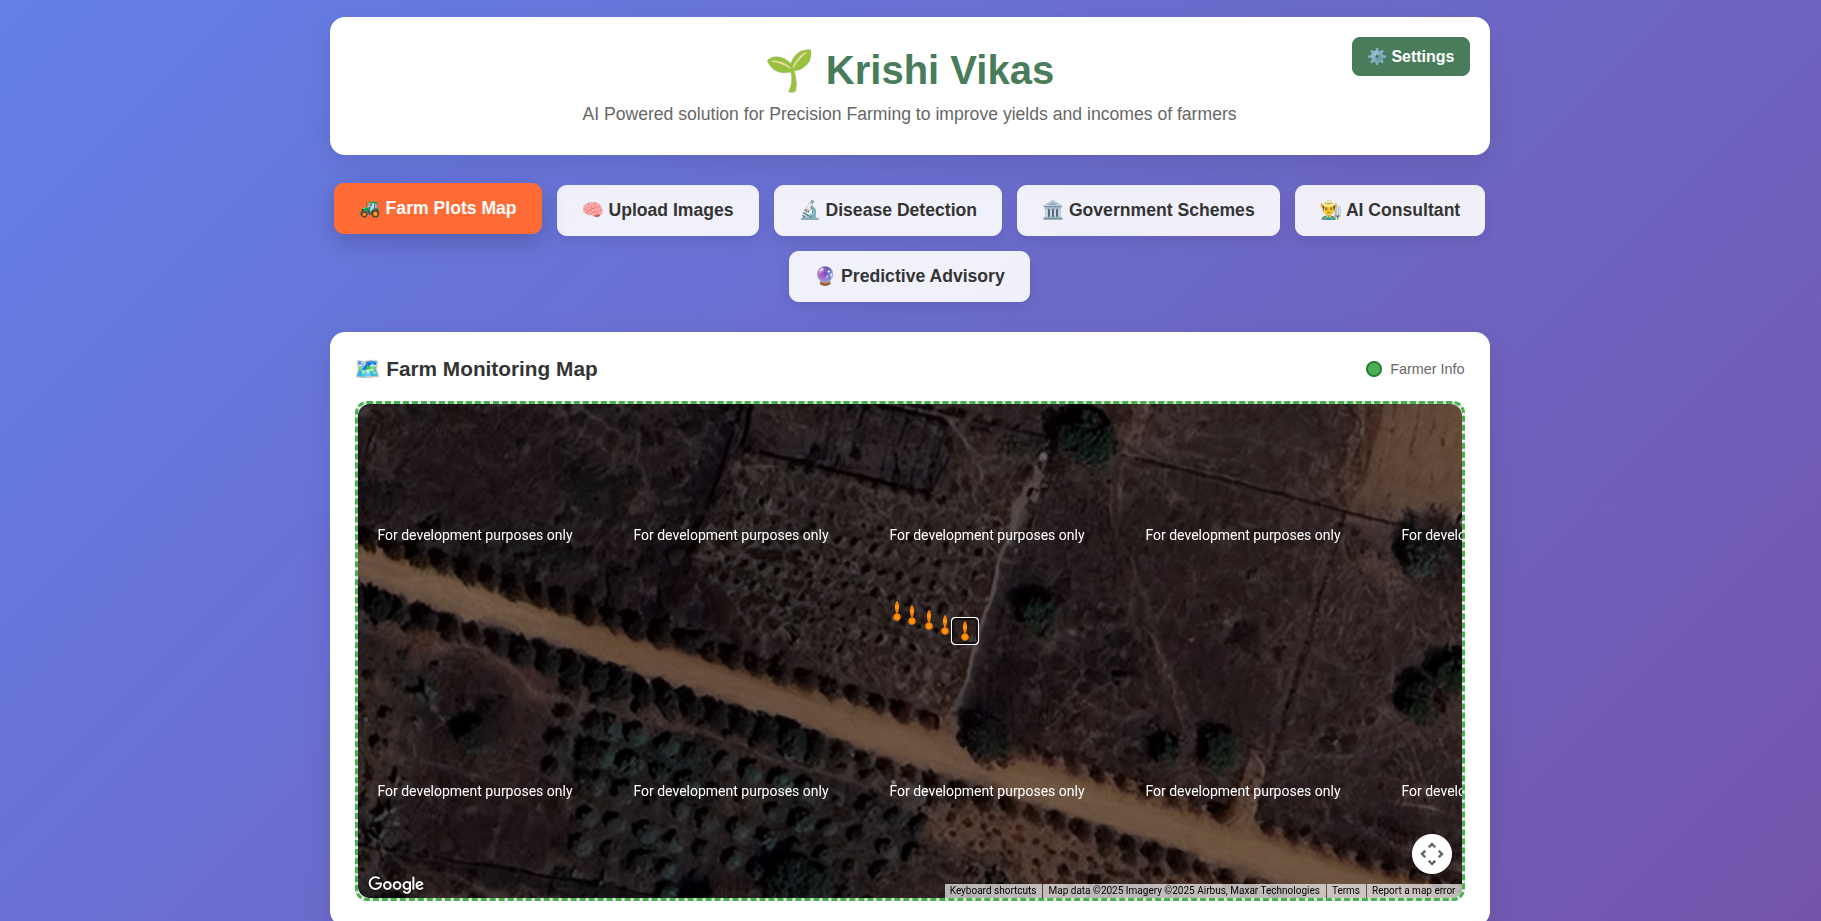 Krishi Vikas
Settings
AI Powered solution for Precision Farming to improve yields and incomes of farmers
Farm Plots Map
Upload Images
Disease Detection
Government Schemes
AI Consultant
Predictive Advisory
Farm Monitoring Map
Farmer Info
For development purposes only
For development purposes only
For development purposes only
For development purposes only
For develo
For development purposes only
For development purposes only
For development purposes only
For development purposes only
For develo
Google
Keyboard shortcuts
Map data ©2025 Imagery ©2025 Airbus, Maxar Technologies
Terms
Report a map error